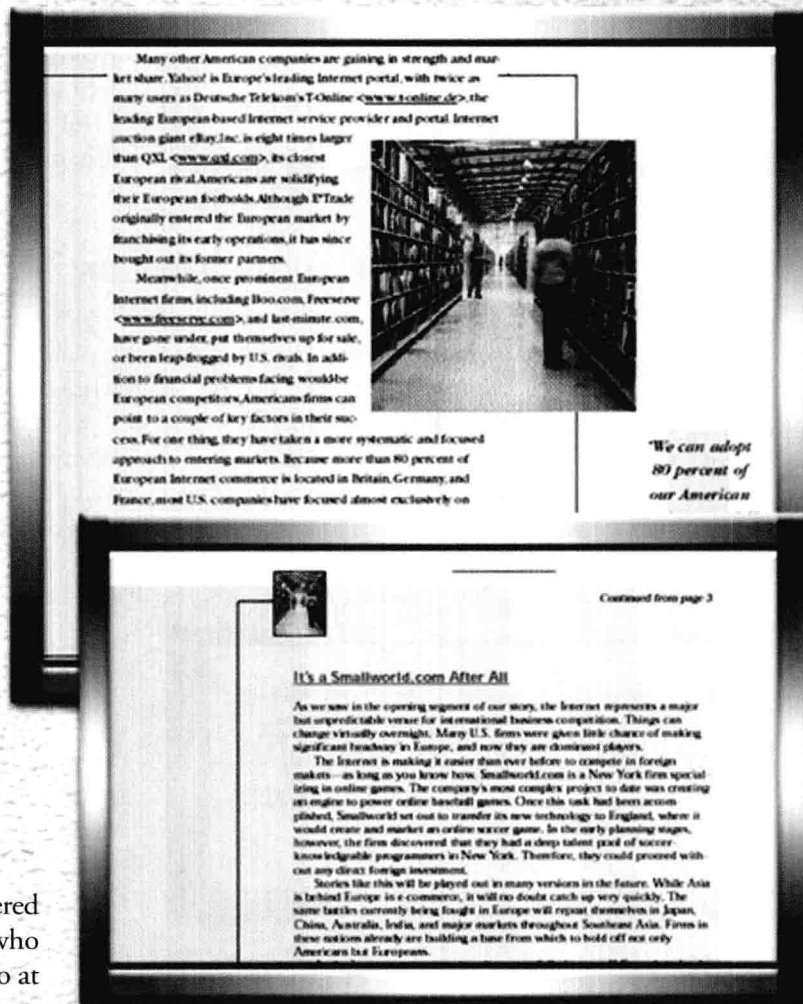 Many other American companies are gaining in strength and mar-
ket share. Yahoo! is Europe's leading Internet portal, with twice as
many users as Deutsche Telekom's T-Online <www.t-online.de>, the
leading European-based Internet service provider and portal. Internet
auction giant eBay, Inc. is eight times larger
than QXL <www.qxl.com>, its closest
European rival. Americans are solidifying
their European footholds. Although E*Trade
originally entered the European market by
franchising its early operations, it has since
bought out its former partners.
Meanwhile, once prominent European
Internet firms, including Boo.com, Freeserve
<www.freeserve.com>, and last-minute.com,
have gone under, put themselves up for sale,
or been leap-frogged by U.S. rivals. In addi-
tion to financial problems facing would-be
European competitors, Americans firms can
point to a couple of key factors in their suc-
cess. For one thing, they have taken a more systematic and focused
approach to entering markets. Because more than 80 percent of
European Internet commerce is located in Britain, Germany, and
France, most U.S. companies have focused almost exclusively on
"We can adopt
80 percent of
our American
Continued from page 3
It's a Smallworld.com After All
As we saw in the opening segment of our story, the Internet represents a major
but unpredictable venue for international business competition. Things can
change virtually overnight. Many U.S. firms were given little chance of making
significant headway in Europe, and now they are dominant players.
The Internet is making it easier than ever before to compete in foreign
makets—as long as you know how. Smallworld.com is a New York firm special-
izing in online games. The company's most complex project to date was creating
an engine to power online baseball games. Once this task had been accom-
plished, Smallworld set out to transfer its new technology to England, where it
would create and market an online soccer game. In the early planning stages,
however, the firm discovered that they had a deep talent pool of soccer-
knowledgeable programmers in New York. Therefore, they could proceed with-
out any direct foreign investment.
Stories like this will be played out in many versions in the future. While Asia
is behind Europe in e-commerce, it will no doubt catch up very quickly. The
same battles currently being fought in Europe will repeat themselves in Japan,
China, Australia, India, and major markets throughout Southeast Asia. Firms in
these nations already are building a base from which to hold off not only
Americans but Europeans.
ered
who
o at